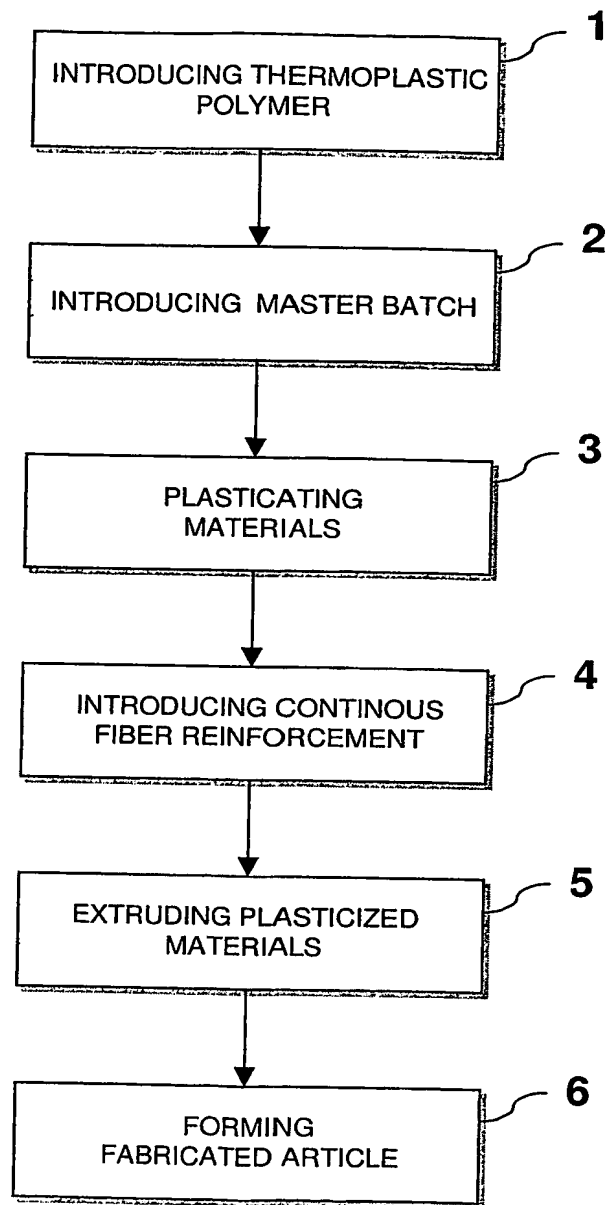 1
INTRODUCING THERMOPLASTIC
POLYMER
2
INTRODUCING MASTER BATCH
3
PLASTICATING
MATERIALS
4
INTRODUCING CONTINOUS
FIBER REINFORCEMENT
5
EXTRUDING PLASTICIZED
MATERIALS
6
FORMING
FABRICATED ARTICLE